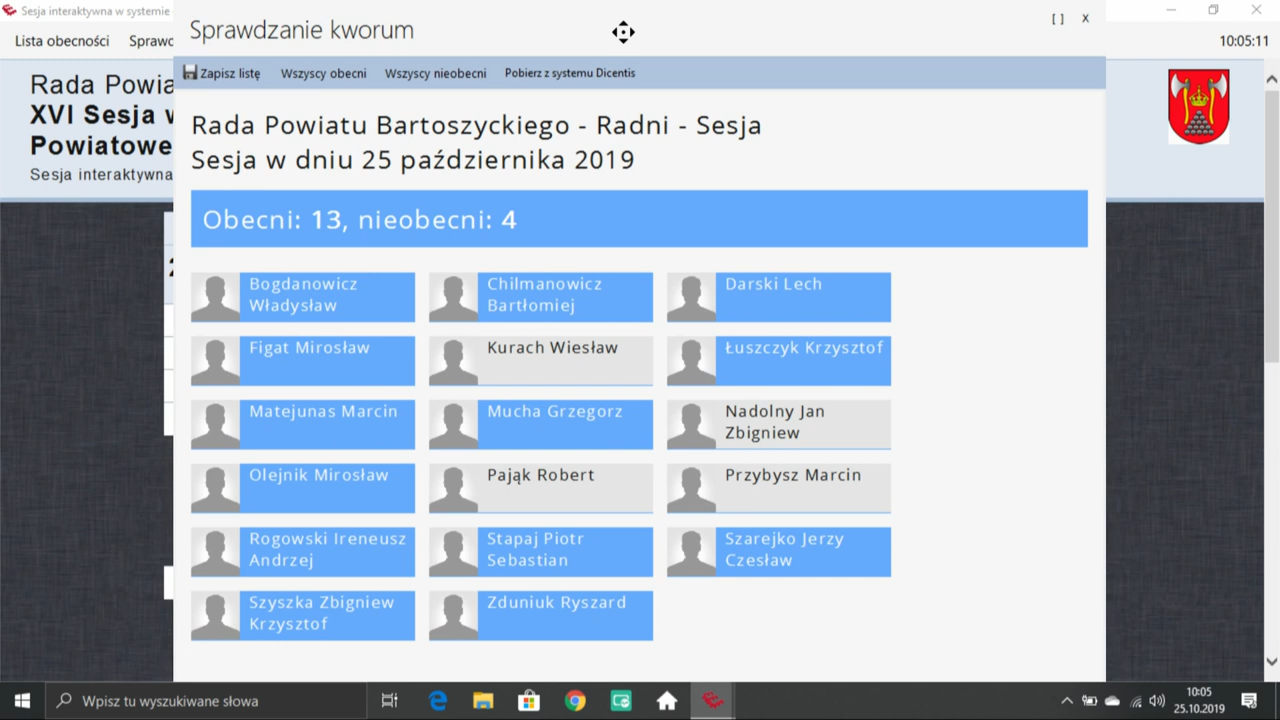 Sesja interaktywna w systemie
Sprawdzanie kworum
[ ] x
Lista obecności
10:05:11
Zapisz listę Wszyscy obecni Wszyscy nieobecni Pobierz z systemu Dicentis
Rada
XVI Sesja
Sesja interaktywna
Rada Powiatu Bartoszyckiego - Radni - Sesja
Sesja w dniu 25 października 2019
Obecni: 13, nieobecni: 4
Bogdanowicz
Władysław
Chilmanowicz
Bartłomiej
Darski Lech
Figat Mirosław
Kurach Wiesław
Łuszczyk Krzysztof
Matejunas Marcin
Mucha Grzegorz
Nadolny Jan
Zbigniew
Olejnik Mirosław
Pająk Robert
Przybysz Marcin
Rogowski Ireneusz
Andrzej
Stapaj Piotr
Sebastian
Szarejko Jerzy
Czesław
Szyszka Zbigniew
Krzysztof
Zduniuk Ryszard
Wpisz tu wyszukiwane słowa
10:05
25.10.2019